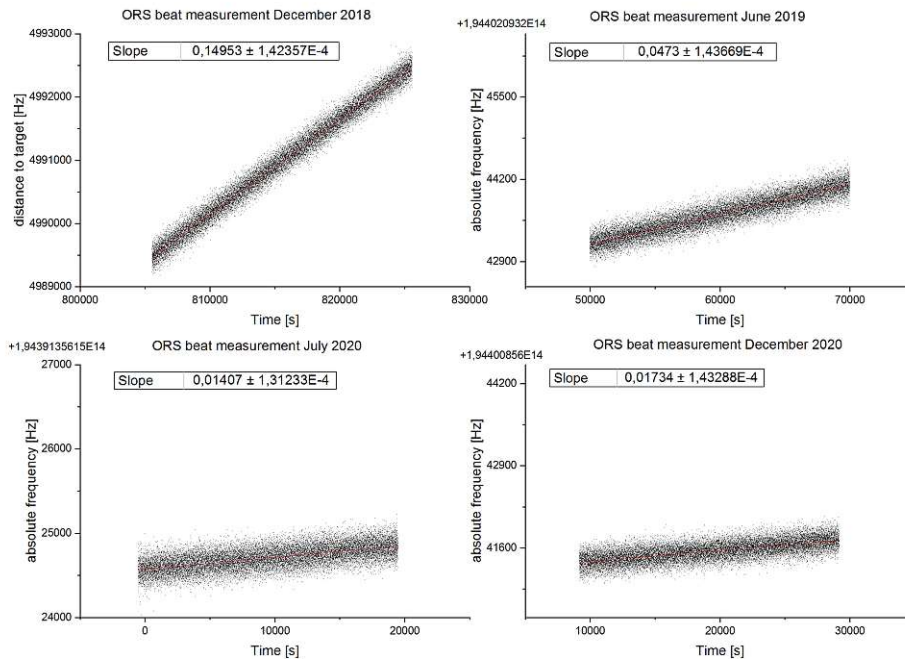 ORS beat measurement December 2018
Slope 0,14953 ± 1,42357E-4
distance to target [Hz]
4993000
4992000
4991000
4990000
4989000
800000 810000 820000 830000
Time [s]
+1,944020932E14
ORS beat measurement June 2019
Slope 0,0473 ± 1,43669E-4
absolute frequency [Hz]
45500
44200
42900
50000 60000 70000
Time [s]
+1,9439135615E14
ORS beat measurement July 2020
Slope 0,01407 ± 1,31233E-4
absolute frequency [Hz]
27000
26000
25000
24000
0 10000 20000
Time [s]
+1,94400856E14
ORS beat measurement December 2020
Slope 0,01734 ± 1,43288E-4
absolute frequency [Hz]
44200
42900
41600
10000 20000 30000
Time [s]